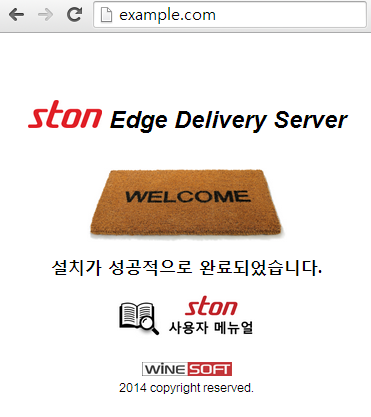 example.com
ston Edge Delivery Server
WELCOME
설치가 성공적으로 완료되었습니다.
ston
사용자 메뉴얼
WINESOFT
2014 copyright reserved.